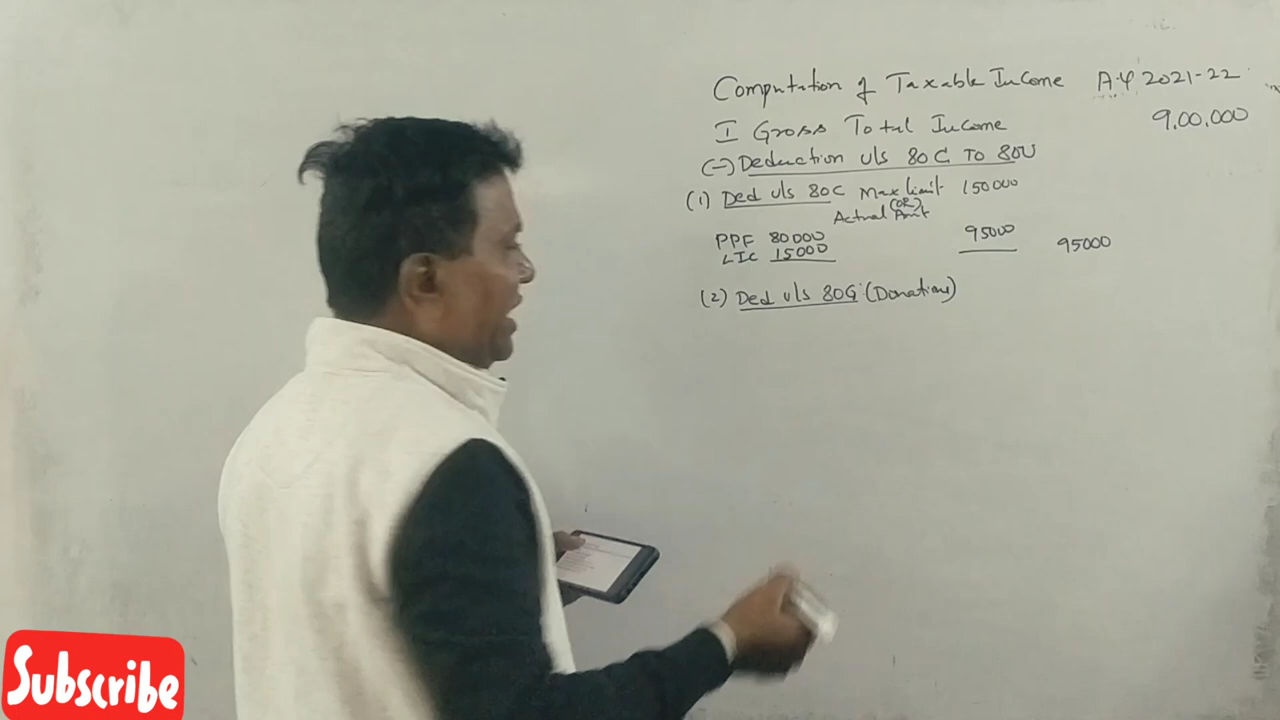 Computation of Taxable Income A.Y 2021-22
I Gross Total Income 9,00,000
(-) Deduction u/s 80C TO 80U
(1) Ded u/s 80C Max limit 150000
(OR)
Actual Amt
PPF 80000 95000
LIC 15000 95000
(2) Ded u/s 80G (Donations)
Subscribe